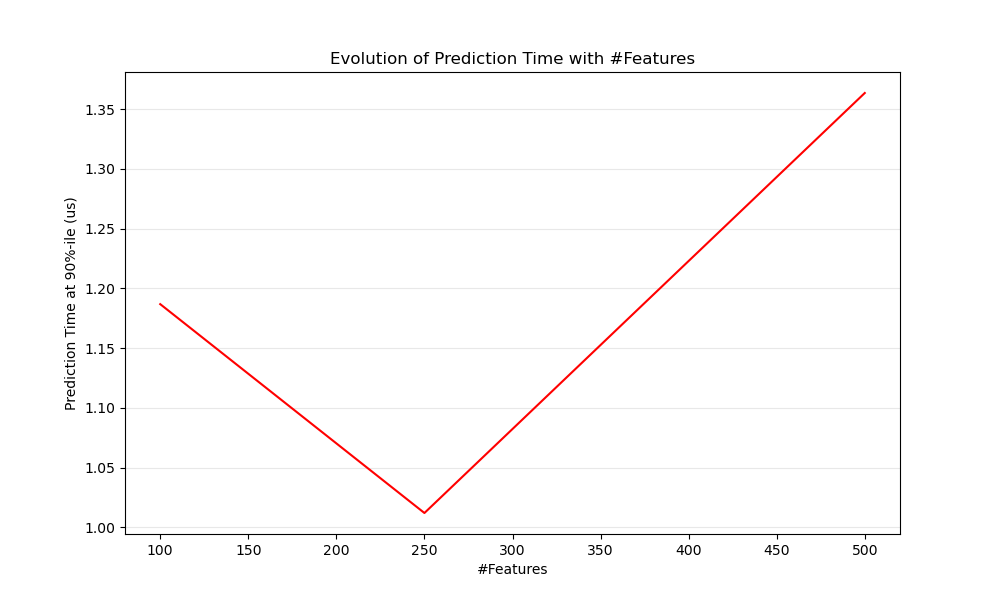 Evolution of Prediction Time with #Features
Prediction Time at 90%-ile (us)
1.35
1.30
1.25
1.20
1.15
1.10
1.05
1.00
100 150 200 250 300 350 400 450 500
#Features